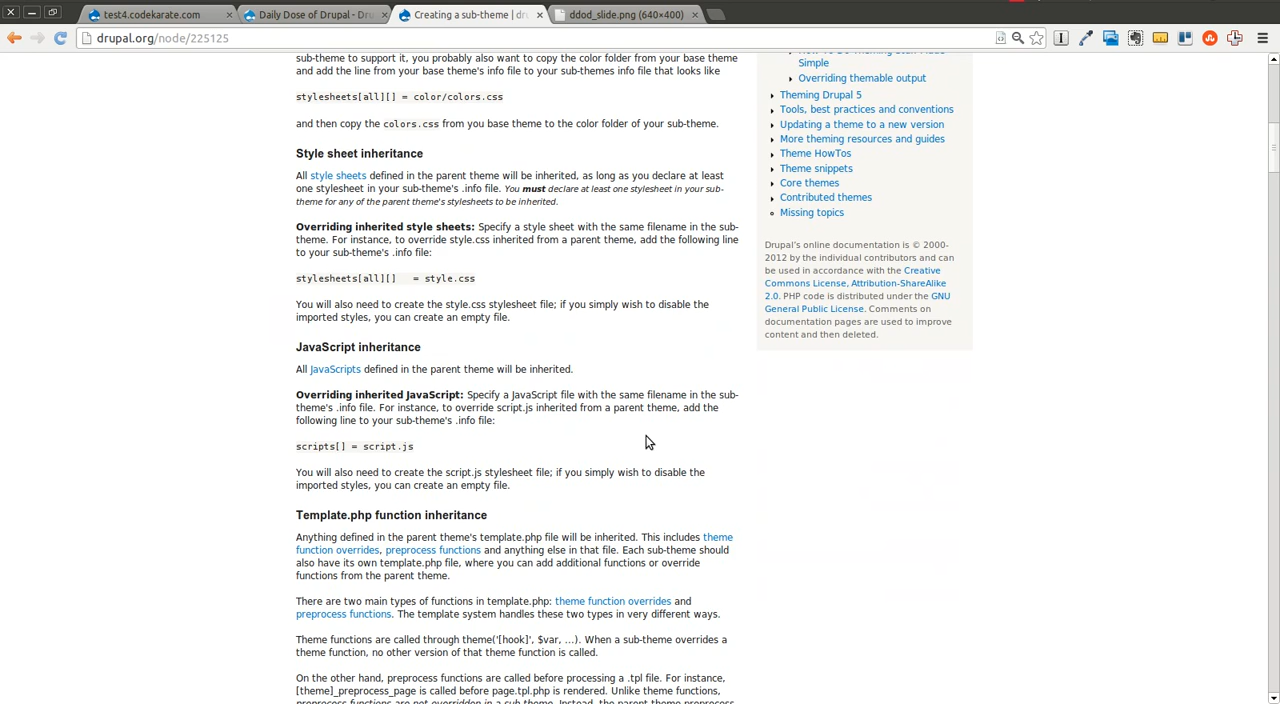 test4.codekarate.com
Daily Dose of Drupal - Dru
Creating a sub-theme | dru
ddod_slide.png (640×400)
drupal.org/node/225125
sub-theme to support it, you probably also want to copy the color folder from your base theme
and add the line from your base theme's info file to your sub-themes info file that looks like
stylesheets[all][] = color/colors.css
and then copy the colors.css from you base theme to the color folder of your sub-theme.
Style sheet inheritance
All style sheets defined in the parent theme will be inherited, as long as you declare at least
one stylesheet in your sub-theme's .info file. You must declare at least one stylesheet in your sub-
theme for any of the parent theme's stylesheets to be inherited.
Overriding inherited style sheets: Specify a style sheet with the same filename in the sub-
theme. For instance, to override style.css inherited from a parent theme, add the following line
to your sub-theme's .info file:
stylesheets[all][]   = style.css
You will also need to create the style.css stylesheet file; if you simply wish to disable the
imported styles, you can create an empty file.
JavaScript inheritance
All JavaScripts defined in the parent theme will be inherited.
Overriding inherited JavaScript: Specify a JavaScript file with the same filename in the sub-
theme's .info file. For instance, to override script.js inherited from a parent theme, add the
following line to your sub-theme's .info file:
scripts[] = script.js
You will also need to create the script.js stylesheet file; if you simply wish to disable the
imported styles, you can create an empty file.
Template.php function inheritance
Anything defined in the parent theme's template.php file will be inherited. This includes theme
function overrides, preprocess functions and anything else in that file. Each sub-theme should
also have its own template.php file, where you can add additional functions or override
functions from the parent theme.
There are two main types of functions in template.php: theme function overrides and
preprocess functions. The template system handles these two types in very different ways.
Theme functions are called through theme('[hook]', $var, ...). When a sub-theme overrides a
theme function, no other version of that theme function is called.
On the other hand, preprocess functions are called before processing a .tpl file. For instance,
[theme]_preprocess_page is called before page.tpl.php is rendered. Unlike theme functions,
preprocess functions are not overridden in a sub-theme. Instead, the parent theme preprocess
Simple
Overriding themable output
Theming Drupal 5
Tools, best practices and conventions
Updating a theme to a new version
More theming resources and guides
Theme HowTos
Theme snippets
Core themes
Contributed themes
Missing topics
Drupal's online documentation is © 2000-
2012 by the individual contributors and can
be used in accordance with the Creative
Commons License, Attribution-ShareAlike
2.0. PHP code is distributed under the GNU
General Public License. Comments on
documentation pages are used to improve
content and then deleted.